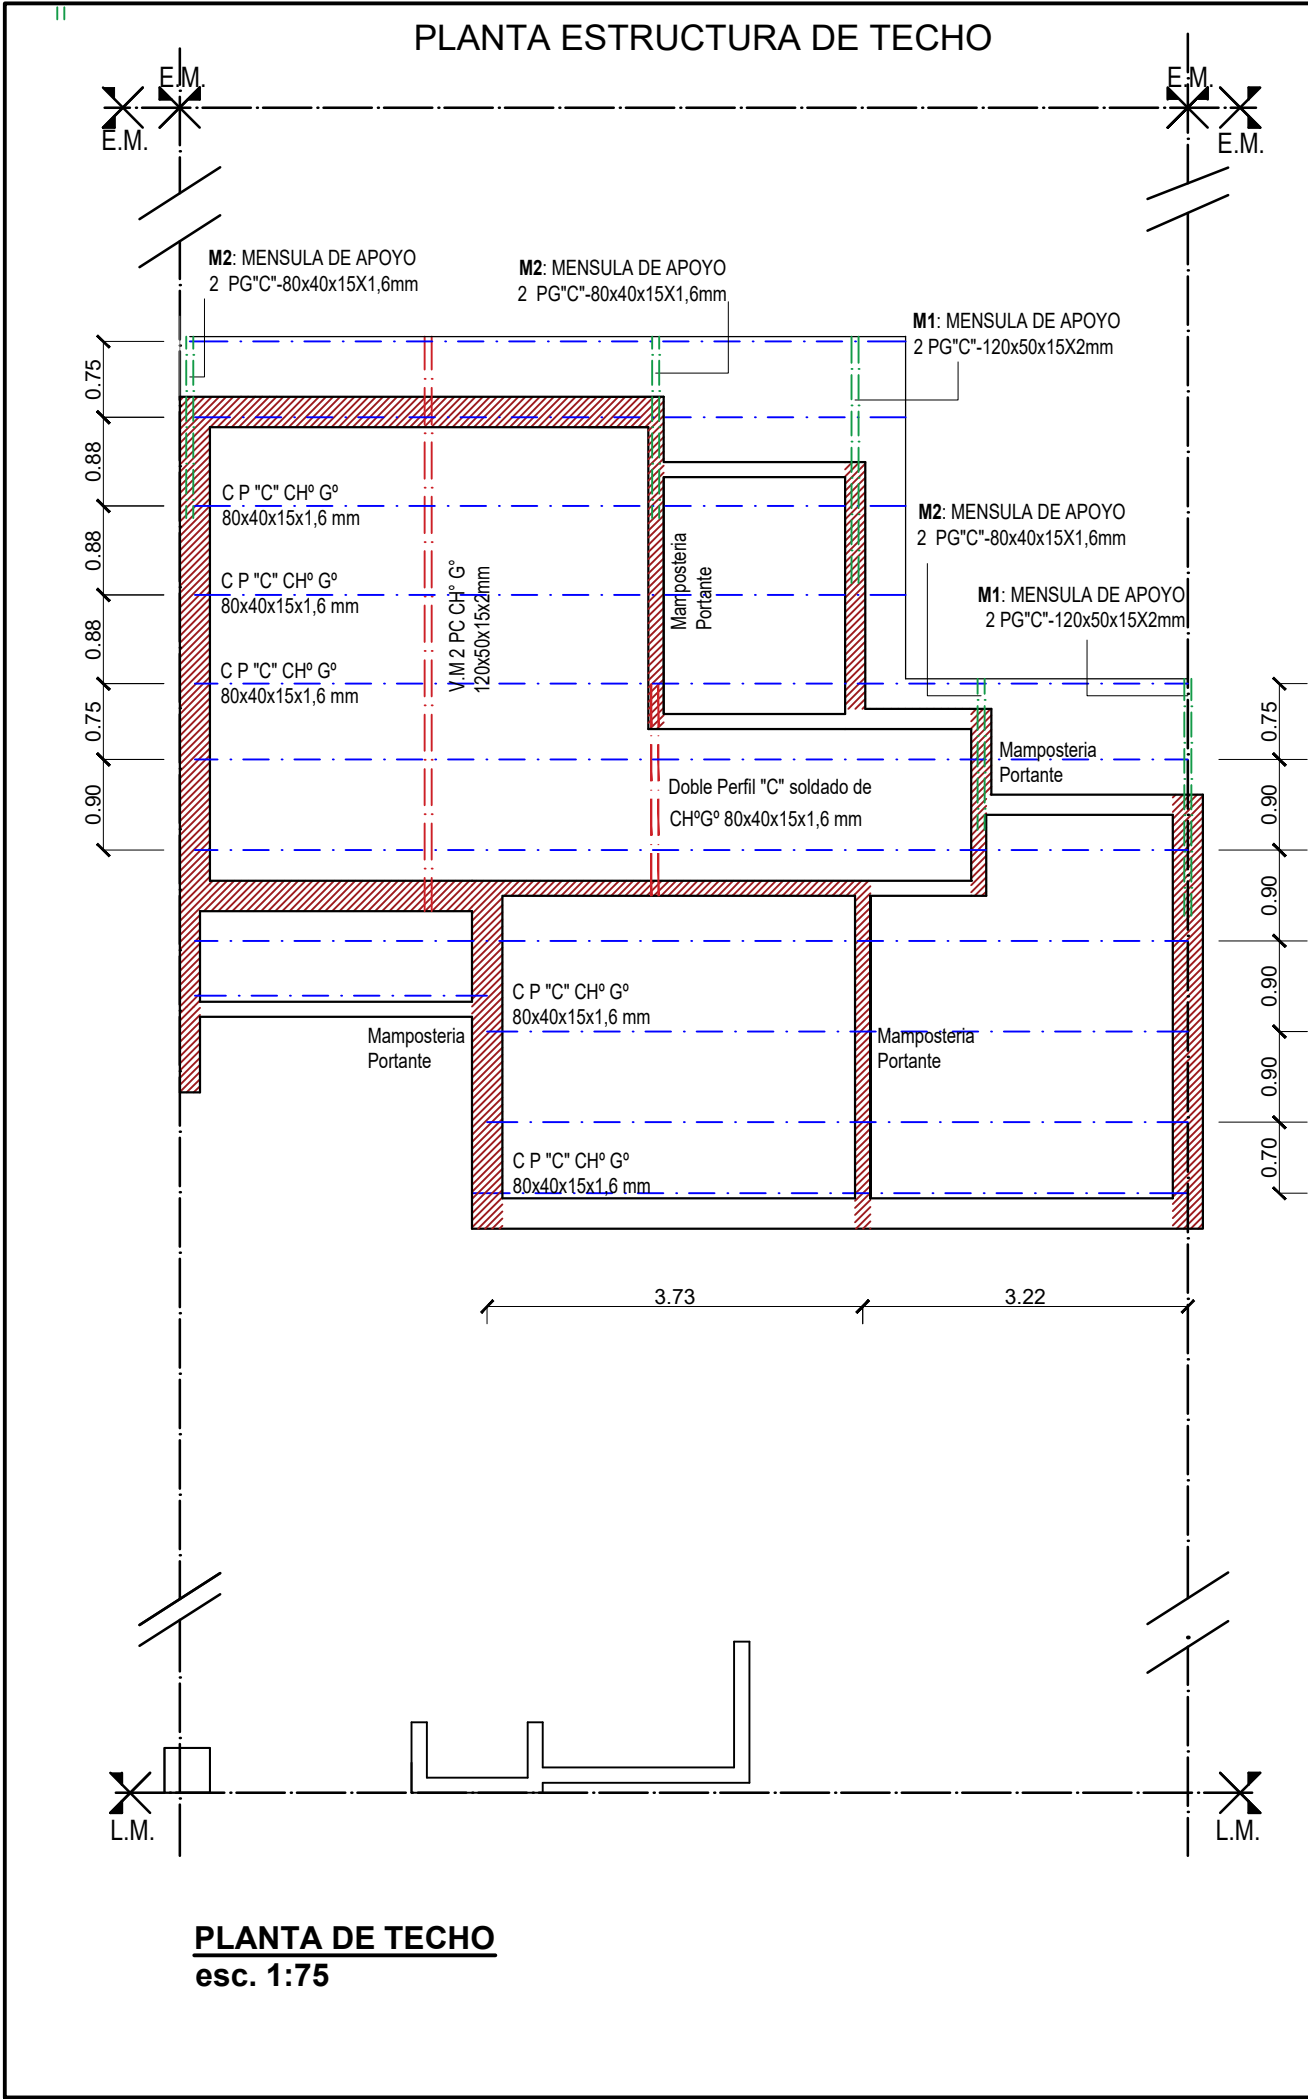 PLANTA ESTRUCTURA DE TECHO
E.M.
E.M.
E.M.
E.M.
M2: MENSULA DE APOYO
2 PG"C"-80x40x15X1,6mm
M2: MENSULA DE APOYO
2 PG"C"-80x40x15X1,6mm
M1: MENSULA DE APOYO
2 PG"C"-120x50x15X2mm
M2: MENSULA DE APOYO
2 PG"C"-80x40x15X1,6mm
M1: MENSULA DE APOYO
2 PG"C"-120x50x15X2mm
0.75
0.88
0.88
0.88
0.75
0.90
C P "C" CHº Gº
80x40x15x1,6 mm
C P "C" CHº Gº
80x40x15x1,6 mm
C P "C" CHº Gº
80x40x15x1,6 mm
V.M 2 PC CH° G°
120x50x15x2mm
Mamposteria
Portante
Mamposteria
Portante
Doble Perfil "C" soldado de
CHºGº 80x40x15x1,6 mm
0.75
0.90
0.90
0.90
0.90
0.70
C P "C" CHº Gº
80x40x15x1,6 mm
Mamposteria
Portante
Mamposteria
Portante
C P "C" CHº Gº
80x40x15x1,6 mm
3.73
3.22
L.M.
L.M.
PLANTA DE TECHO
esc. 1:75